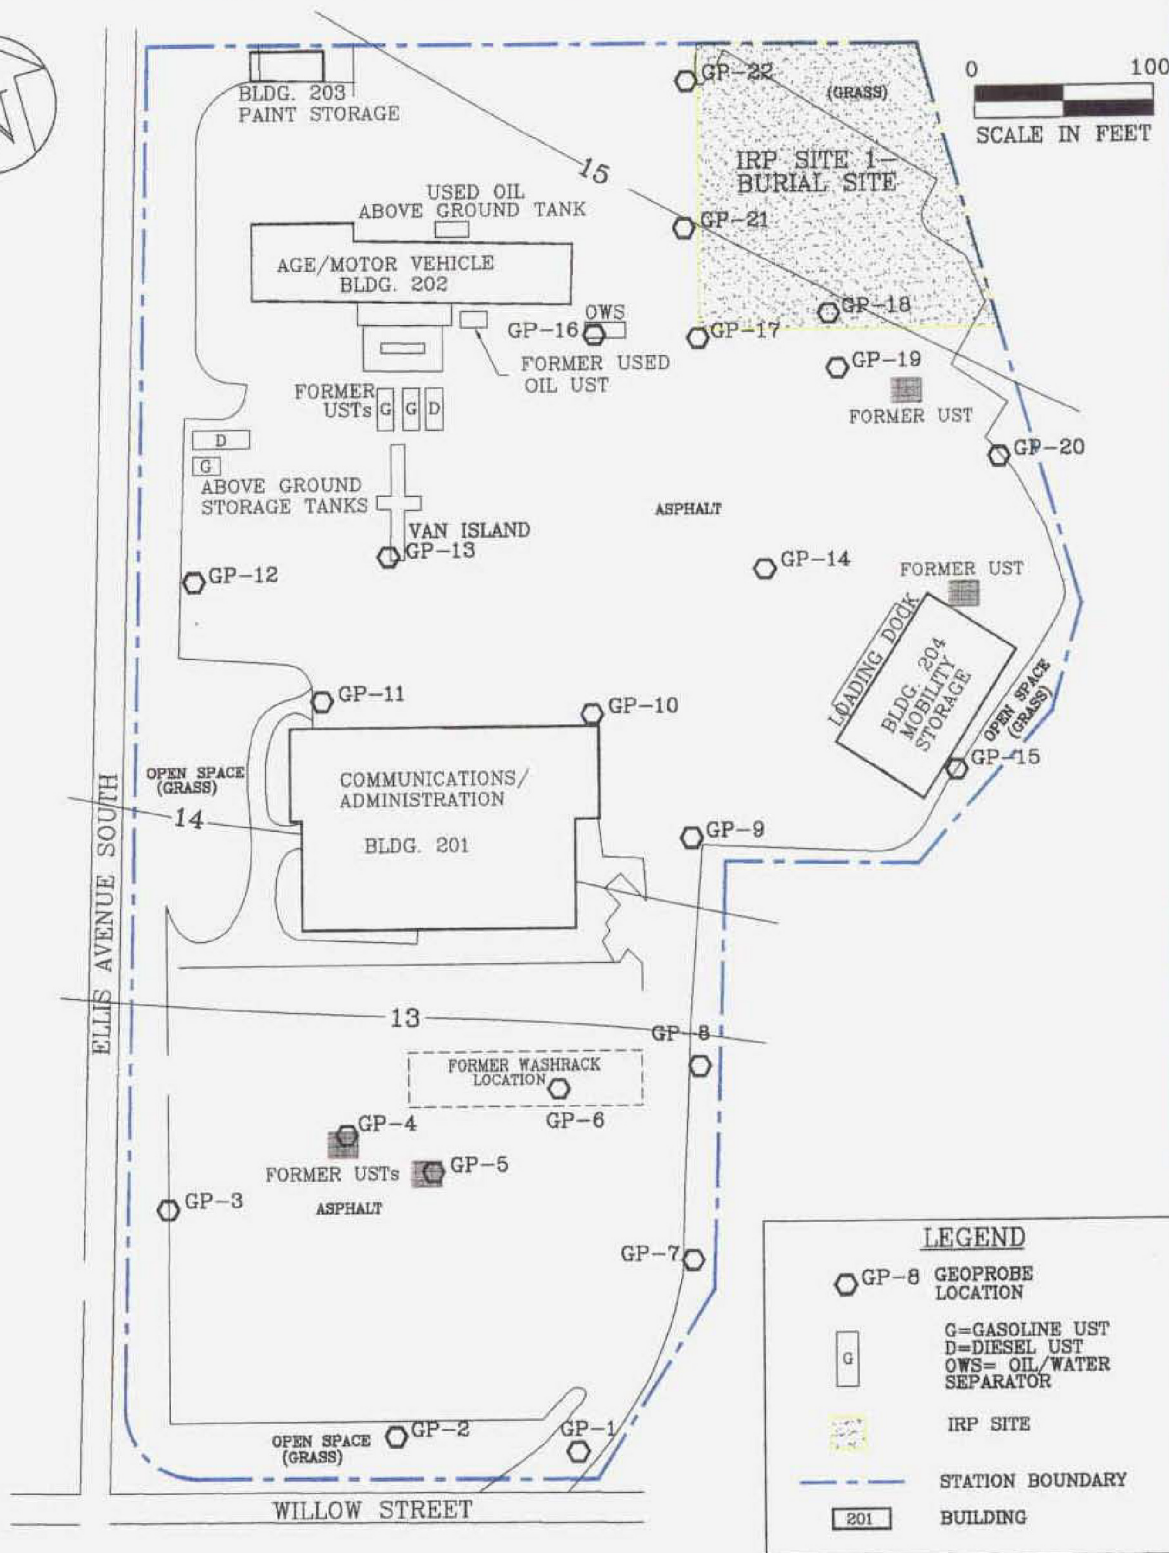 N
0 100
SCALE IN FEET
BLDG. 203
PAINT STORAGE
GP-22
(GRASS)
IRP SITE 1-
BURIAL SITE
15
USED OIL
ABOVE GROUND TANK
GP-21
AGE/MOTOR VEHICLE
BLDG. 202
GP-18
OWS
GP-16
GP-17
FORMER USED
OIL UST
GP-19
FORMER UST
FORMER
USTs
G
G
D
D
G
ABOVE GROUND
STORAGE TANKS
GP-20
ASPHALT
VAN ISLAND
GP-13
GP-12
GP-14
FORMER UST
LOADING DOCK
BLDG. 204
MOBILITY
STORAGE
OPEN SPACE
(GRASS)
GP-11
GP-10
GP-15
OPEN SPACE
(GRASS)
COMMUNICATIONS/
ADMINISTRATION
BLDG. 201
14
GP-9
ELLIS AVENUE SOUTH
13
GP-8
FORMER WASHRACK
LOCATION
GP-6
GP-4
FORMER USTs
GP-5
GP-3
ASPHALT
GP-7
GP-2
GP-1
OPEN SPACE
(GRASS)
WILLOW STREET
LEGEND
GP-8 GEOPROBE
LOCATION
G
G=GASOLINE UST
D=DIESEL UST
OWS= OIL/WATER
SEPARATOR
IRP SITE
STATION BOUNDARY
201
BUILDING